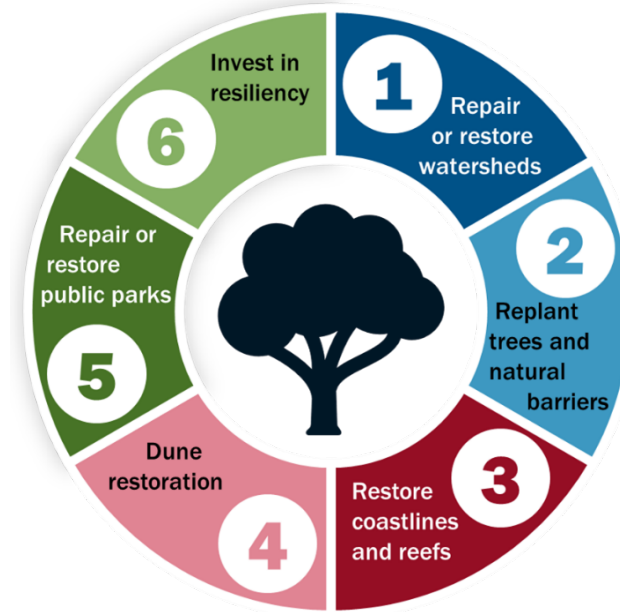 1
Repair
or restore
watersheds
2
Replant
trees and
natural
barriers
3
Restore
coastlines
and reefs
4
Dune
restoration
5
Repair or
restore
public parks
6
Invest in
resiliency